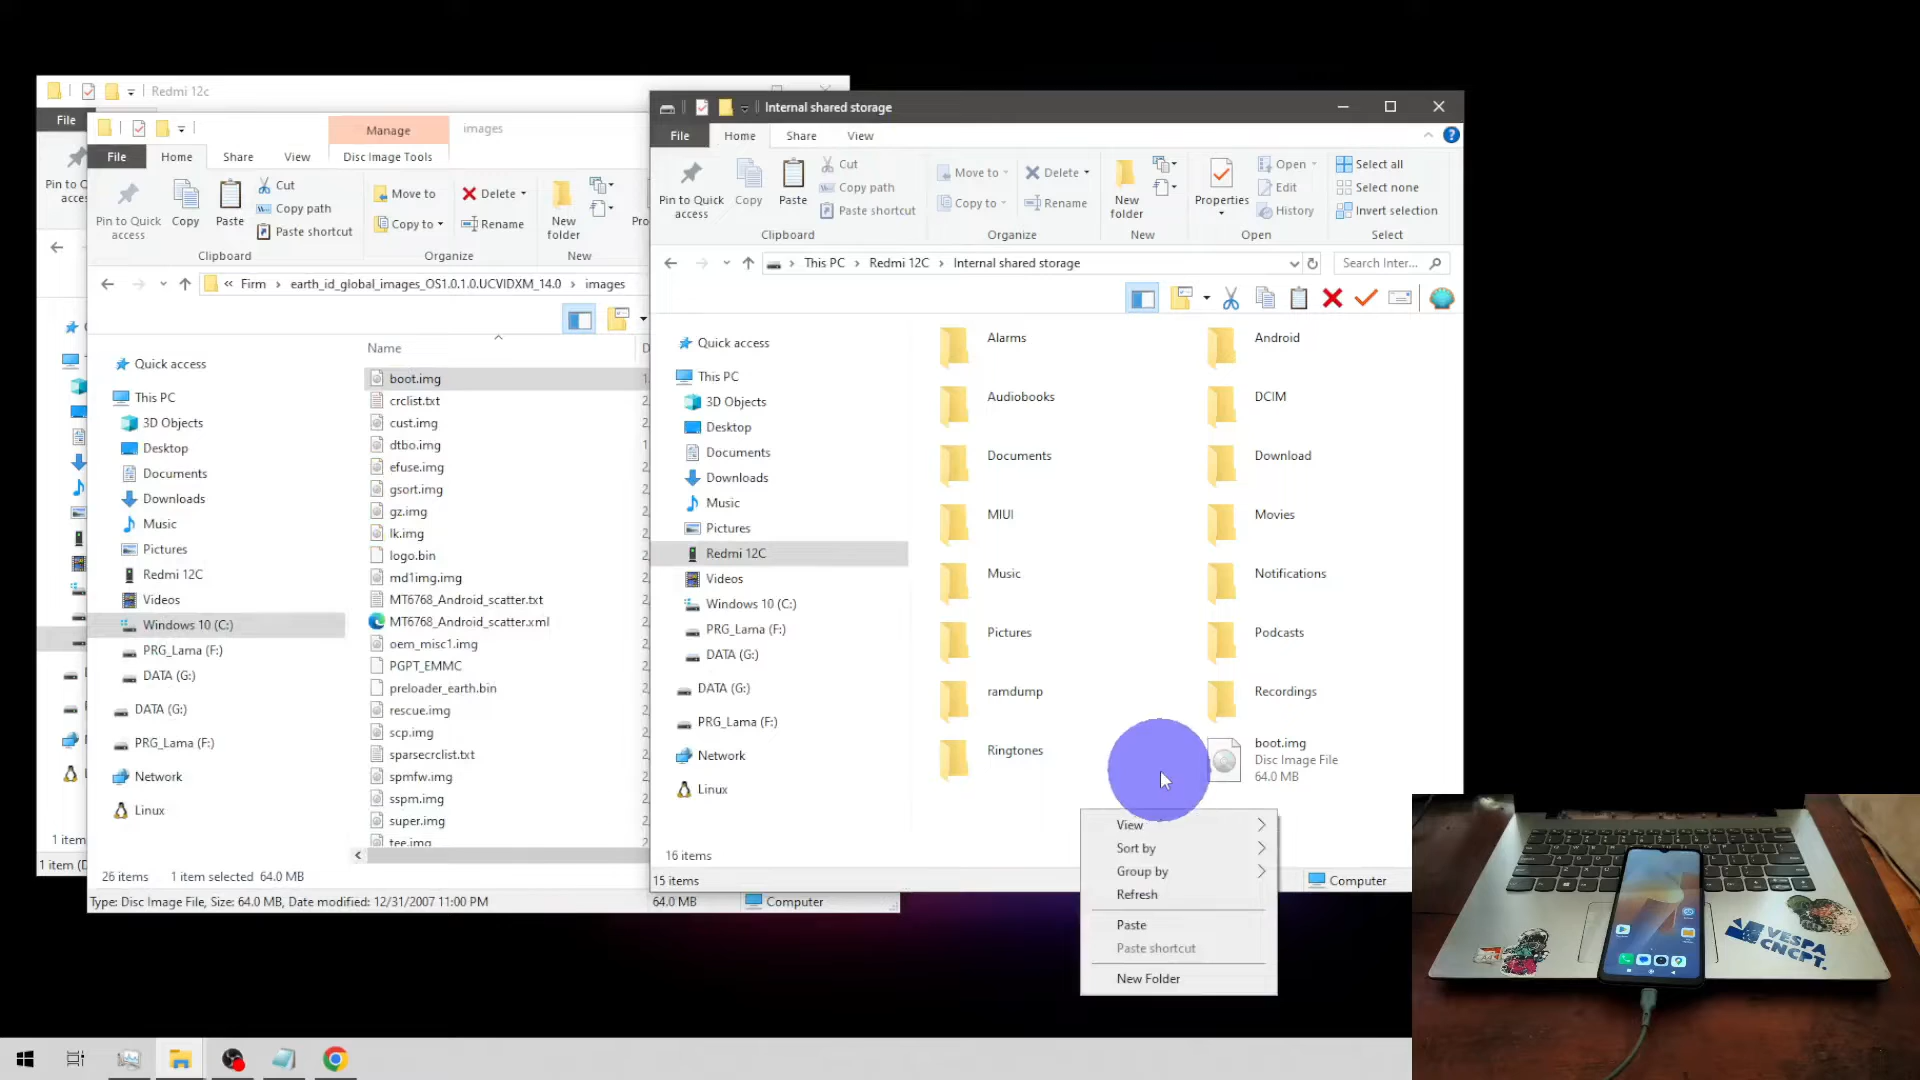 Redmi 12c
File
Pin to Quick
acces
1 item
1 item (D
Manage
images
File
Home
Share
View
Disc Image Tools
Pin to Quick
access
Copy
Paste
Cut
Copy path
Paste shortcut
Move to
Copy to
Delete
Rename
New
folder
Clipboard
Organize
New
« Firm > earth_id_global_images_OS1.0.1.0.UCVIDXM_14.0 > images
Name
Quick access
This PC
3D Objects
Desktop
Documents
Downloads
Music
Pictures
Redmi 12C
Videos
Windows 10 (C:)
PRG_Lama (F:)
DATA (G:)
DATA (G:)
PRG_Lama (F:)
Network
Linux
boot.img
crclist.txt
cust.img
dtbo.img
efuse.img
gsort.img
gz.img
lk.img
logo.bin
md1img.img
MT6768_Android_scatter.txt
MT6768_Android_scatter.xml
oem_misc1.img
PGPT_EMMC
preloader_earth.bin
rescue.img
scp.img
sparsecrclist.txt
spmfw.img
sspm.img
super.img
tee.img
26 items
1 item selected 64.0 MB
Type: Disc Image File, Size: 64.0 MB, Date modified: 12/31/2007 11:00 PM
64.0 MB
Computer
Internal shared storage
File
Home
Share
View
Pin to Quick
access
Copy
Paste
Cut
Copy path
Paste shortcut
Move to
Copy to
Delete
Rename
New
folder
Properties
Open
Edit
History
Select all
Select none
Invert selection
Clipboard
Organize
New
Open
Select
This PC > Redmi 12C > Internal shared storage
Search Inter...
Quick access
This PC
3D Objects
Desktop
Documents
Downloads
Music
Pictures
Redmi 12C
Videos
Windows 10 (C:)
PRG_Lama (F:)
DATA (G:)
DATA (G:)
PRG_Lama (F:)
Network
Linux
Alarms
Android
Audiobooks
DCIM
Documents
Download
MIUI
Movies
Music
Notifications
Pictures
Podcasts
ramdump
Recordings
Ringtones
boot.img
Disc Image File
64.0 MB
16 items
15 items
Computer
View
Sort by
Group by
Refresh
Paste
Paste shortcut
New Folder
VESPA
CNCPT.